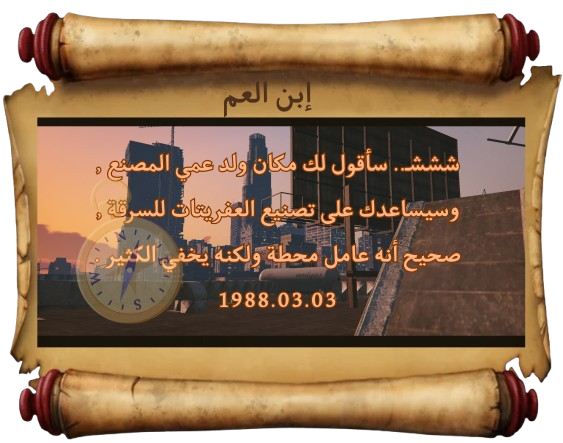 إبن العم
شششـ.. سأقول لك مكان ولد عمي المصنع ,
وسيساعدك على تصنيع العفريتات للسرقة ,
صحيح أنه عامل محطة ولكنه يخفي الكثير .
1988.03.03